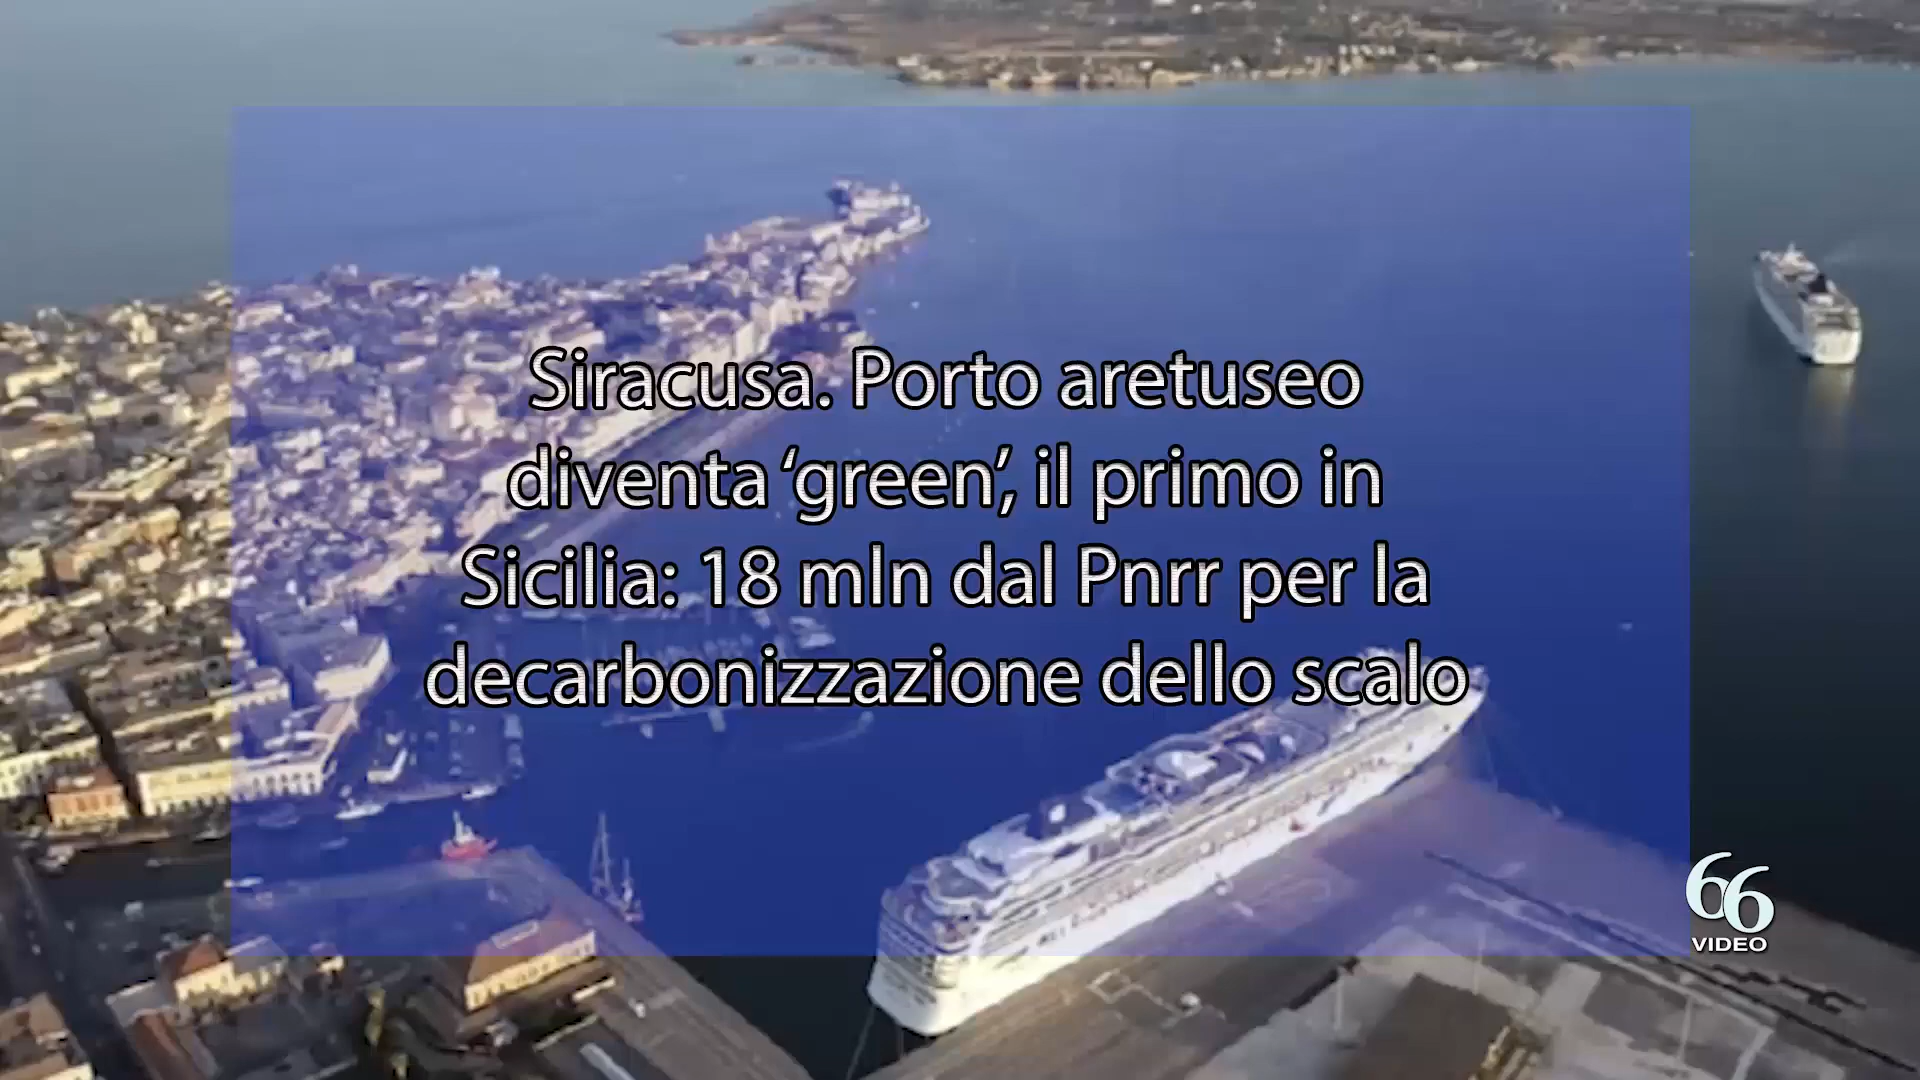 Siracusa. Porto aretuseo
diventa ‘green’, il primo in
Sicilia: 18 mln dal Pnrr per la
decarbonizzazione dello scalo
66
VIDEO